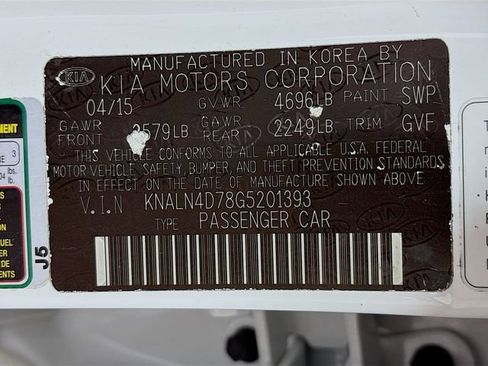 MANUFACTURED IN KOREA BY
KIA
KIA MOTORS CORPORATION
04/15 GVWR 4696LB PAINT SWP
GAWR FRONT 2579LB GAWR REAR 2249LB TRIM GVF
THIS VEHICLE CONFORMS TO ALL APPLICABLE U.S.A. FEDERAL
MOTOR VEHICLE SAFETY, BUMPER, AND THEFT PREVENTION STANDARDS
IN EFFECT ON THE DATE OF MANUFACTURE SHOWN ABOVE.
V.I.N KNALN4D78G5201393
TYPE PASSENGER CAR
J5